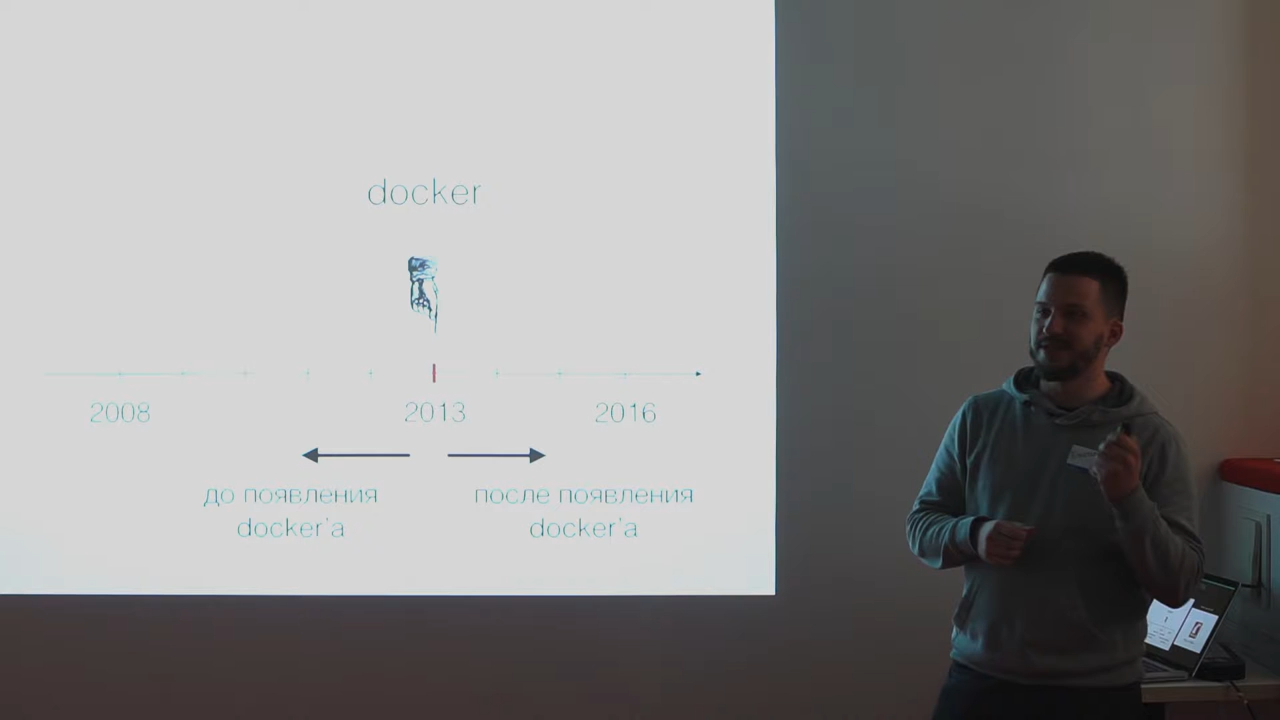 docker
2008 2013 2016
до появления после появления
docker'а docker'а